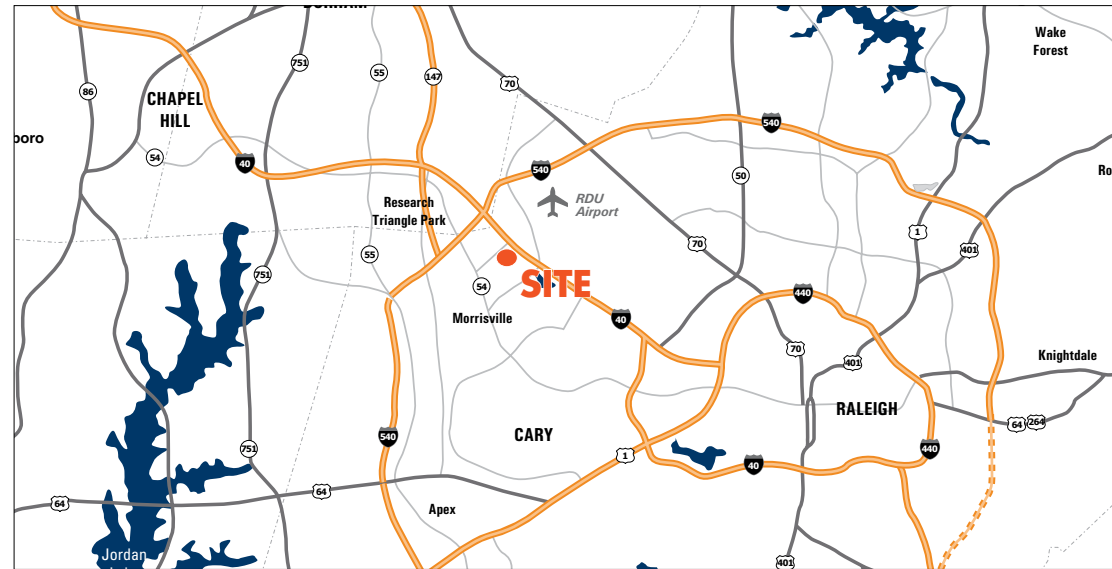 Wake
Forest
751
55
147
70
86
CHAPEL
HILL
540
boro
54
40
540
50
Research
Triangle Park
RDU
Airport
Ro
1
70
401
55
751
SITE
54
440
Morrisville
40
70
401
Knightdale
RALEIGH
64
264
CARY
540
1
440
751
40
64
64
Apex
Jordan
401